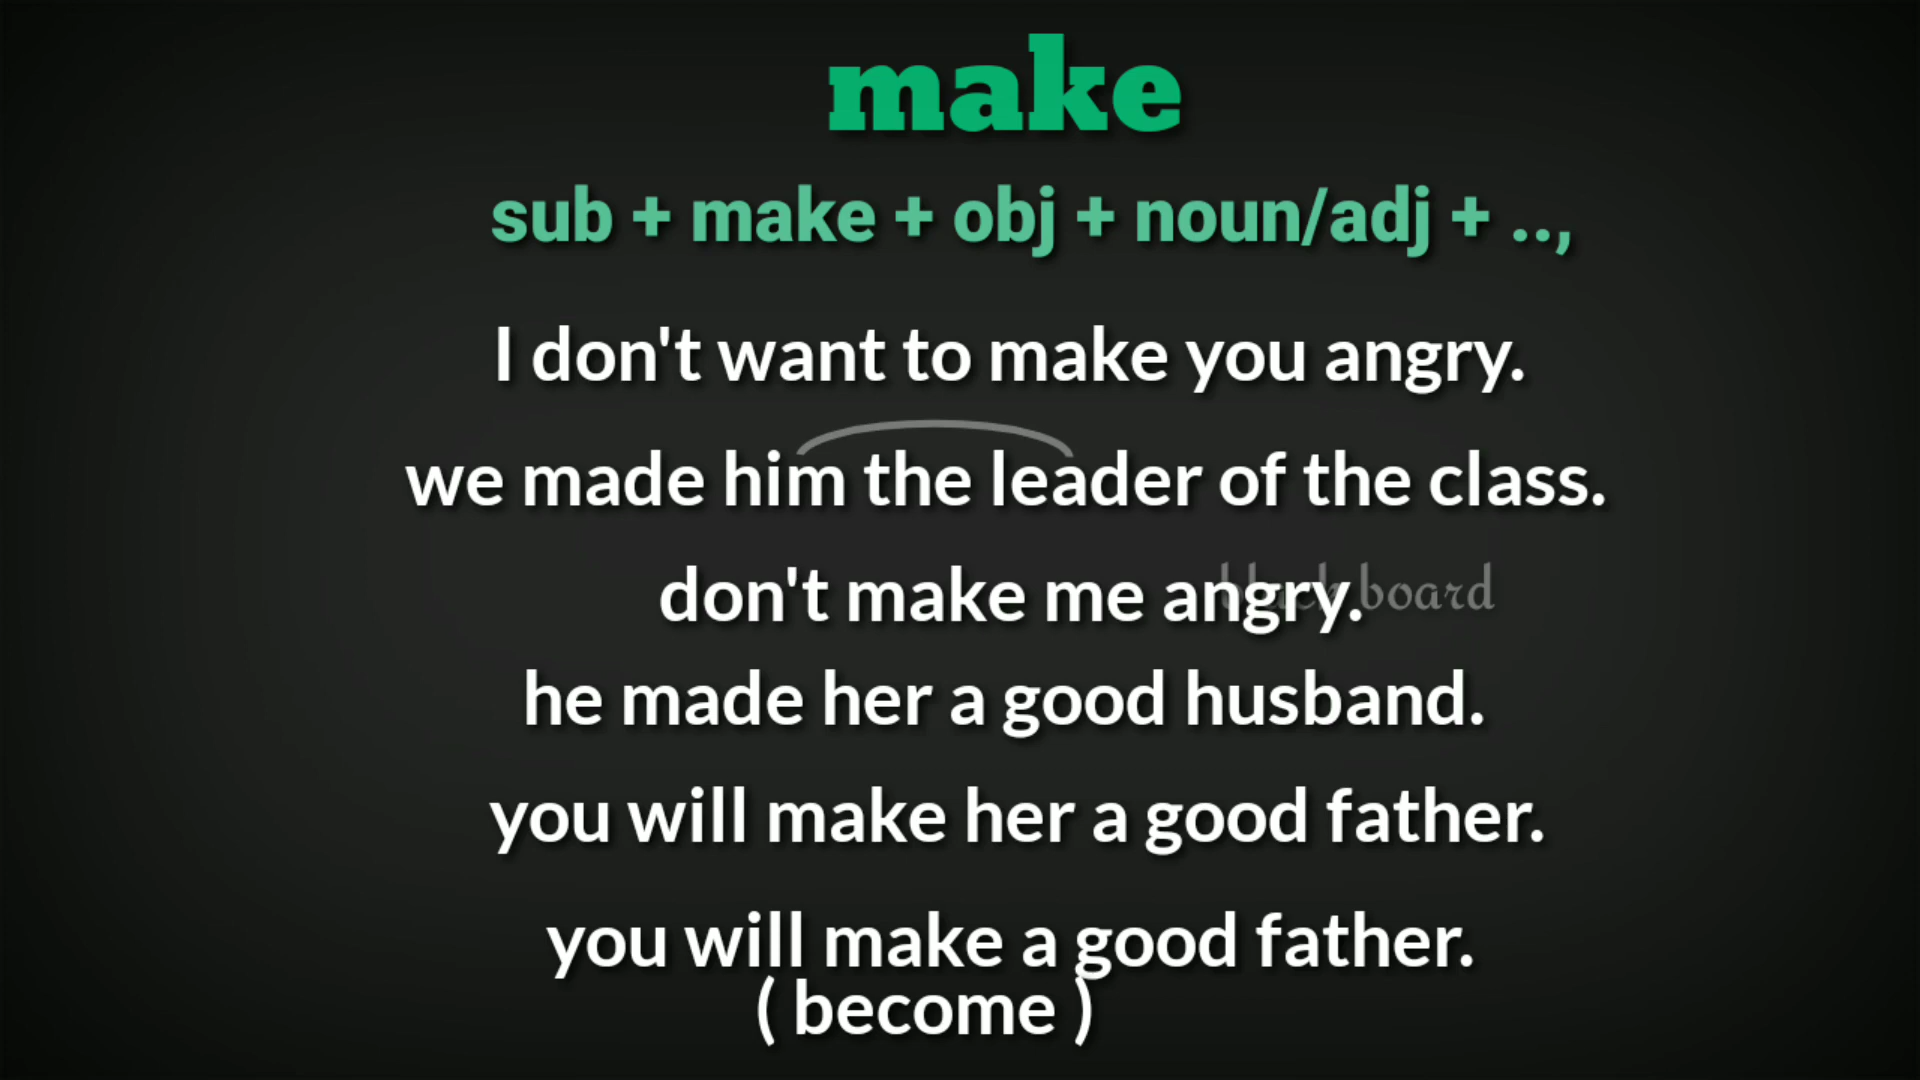 make
sub + make + obj + noun/adj + ..,
I don't want to make you angry.
we made him the leader of the class.
don't make me angry.
black board
he made her a good husband.
you will make her a good father.
you will make a good father.
( become )